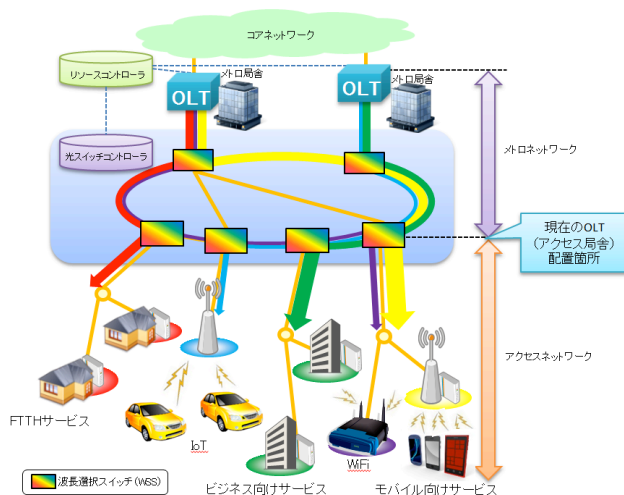 コアネットワーク
リソースコントローラ
メトロ局舎
メトロ局舎
OLT
OLT
光スイッチコントローラ
メトロネットワーク
現在のOLT
(アクセス局舎)
配置箇所
アクセスネットワーク
FTTHサービス
IoT
WiFi
ビジネス向けサービス
モバイル向けサービス
波長選択スイッチ(WSS)